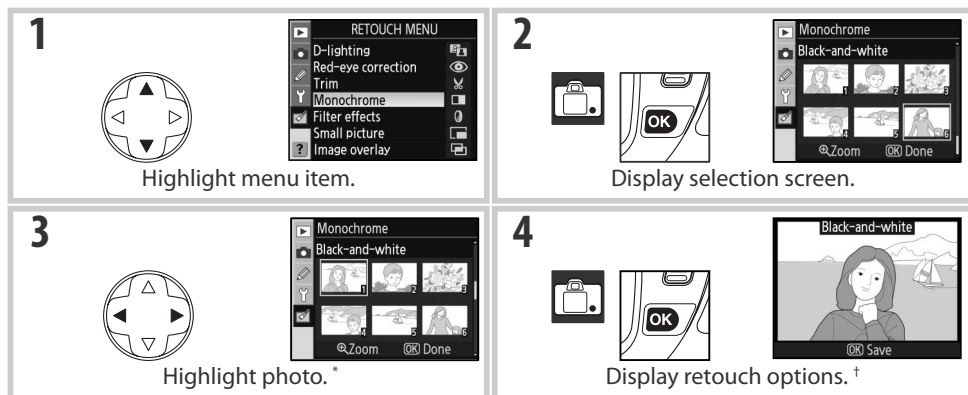 1
RETOUCH MENU
D-lighting
Red-eye correction
Trim
Monochrome
Filter effects
Small picture
Image overlay
?
Highlight menu item.
2
OK
Monochrome
Black-and-white
1 2 3
4 5 6
Zoom OK Done
Display selection screen.
3
Monochrome
Black-and-white
1 2 3
4 5 6
Zoom OK Done
Highlight photo. *
4
OK
Black-and-white
OK Save
Display retouch options. †